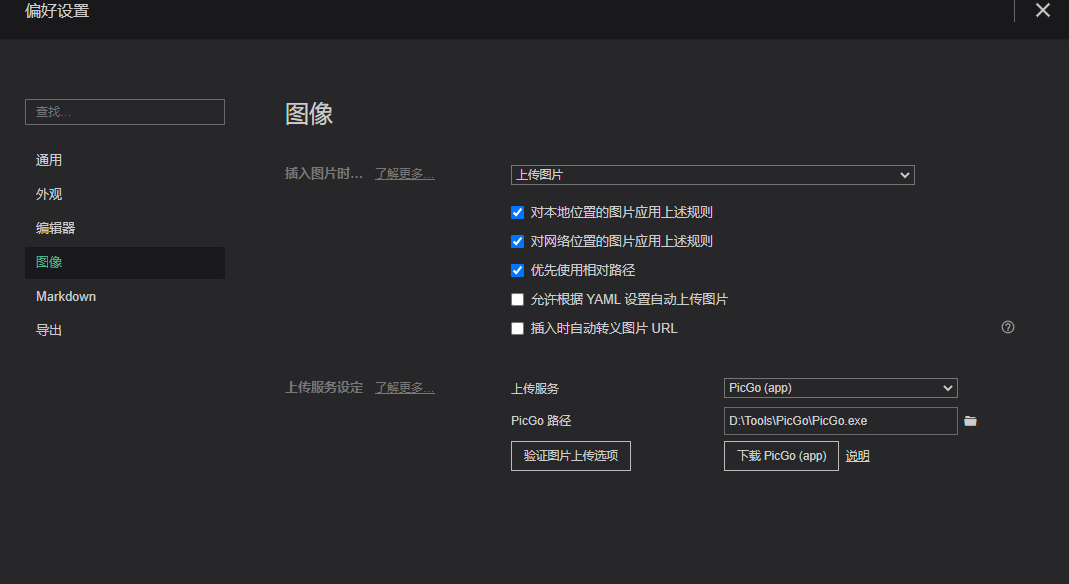 偏好设置
查找...
通用
外观
编辑器
图像
Markdown
导出
图像
插入图片时... 了解更多...
上传图片
对本地位置的图片应用上述规则
对网络位置的图片应用上述规则
优先使用相对路径
允许根据 YAML 设置自动上传图片
插入时自动转义图片 URL
上传服务设定 了解更多...
上传服务 PicGo (app)
PicGo 路径 D:\Tools\PicGo\PicGo.exe
验证图片上传选项 下载 PicGo (app) 说明